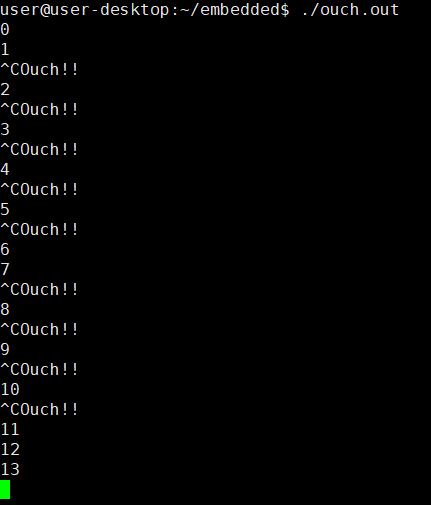 user@user-desktop:~/embedded$ ./ouch.out
0
1
^COuch!!
2
^COuch!!
3
^COuch!!
4
^COuch!!
5
^COuch!!
6
7
^COuch!!
8
^COuch!!
9
^COuch!!
10
^COuch!!
11
12
13